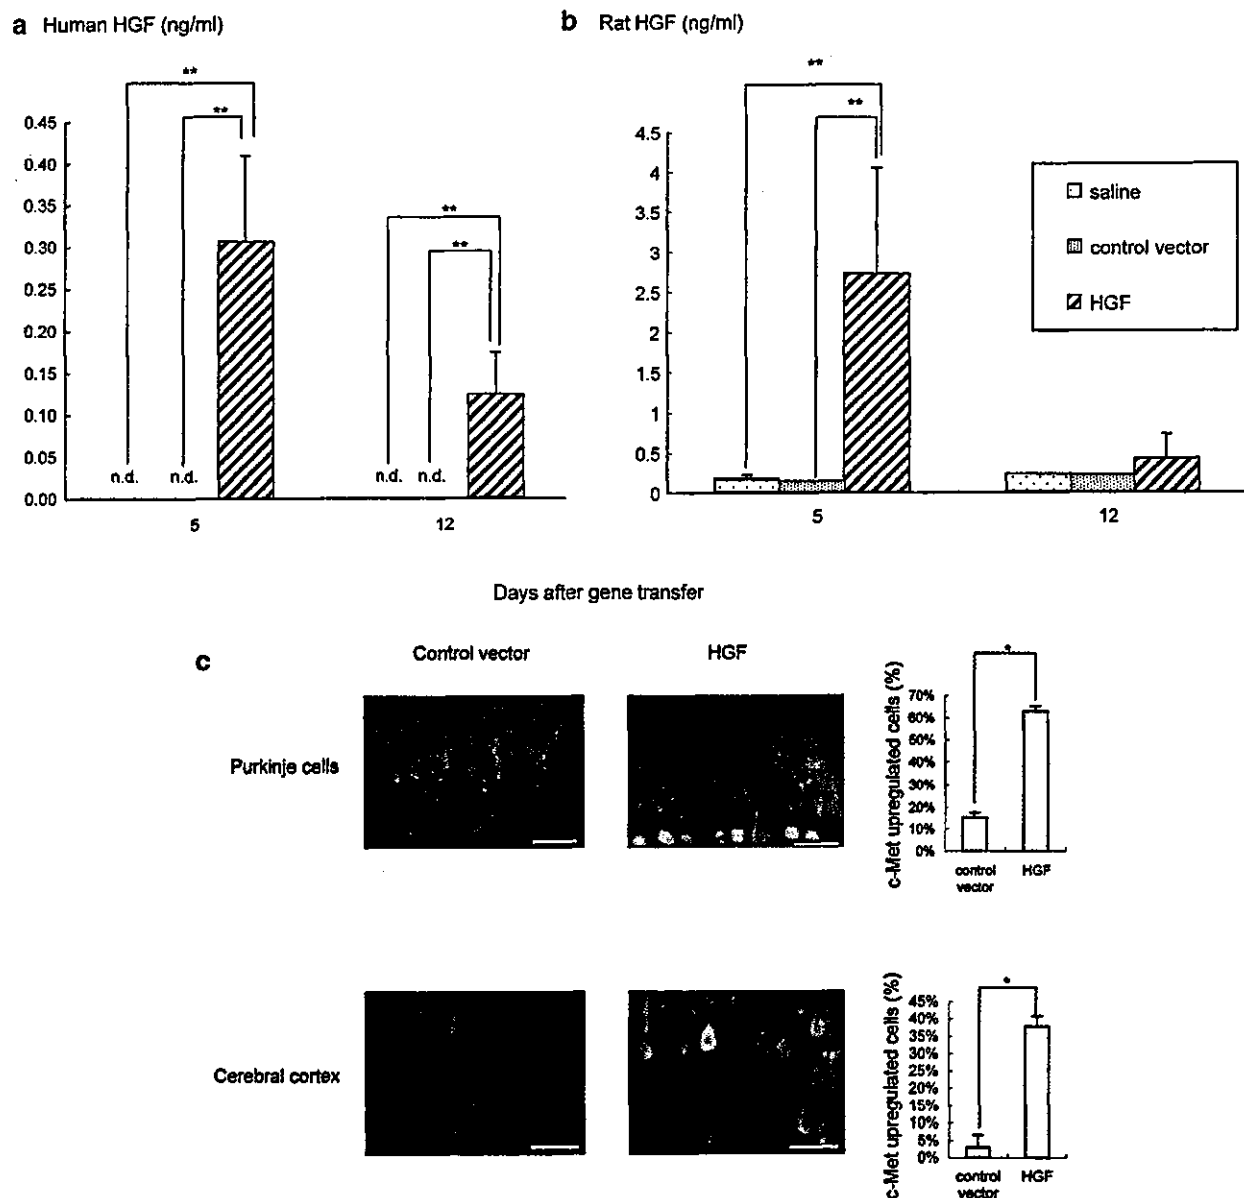 a Human HGF (ng/ml)
**
**
0.45
0.40
0.35
0.30
0.25
0.20
0.15
0.10
0.05
0.00
n.d.
n.d.
**
**
n.d.
n.d.
5
12
b Rat HGF (ng/ml)
**
**
4.5
4
3.5
3
2.5
2
1.5
1
0.5
0
5
12
saline
control vector
HGF
Days after gene transfer
c
Control vector
HGF
Purkinje cells
c-Met upregulated cells (%)
*
70%
60%
50%
40%
30%
20%
10%
0%
control vector
HGF
Cerebral cortex
c-Met upregulated cells (%)
*
45%
40%
35%
30%
25%
20%
15%
10%
5%
0%
control vector
HGF